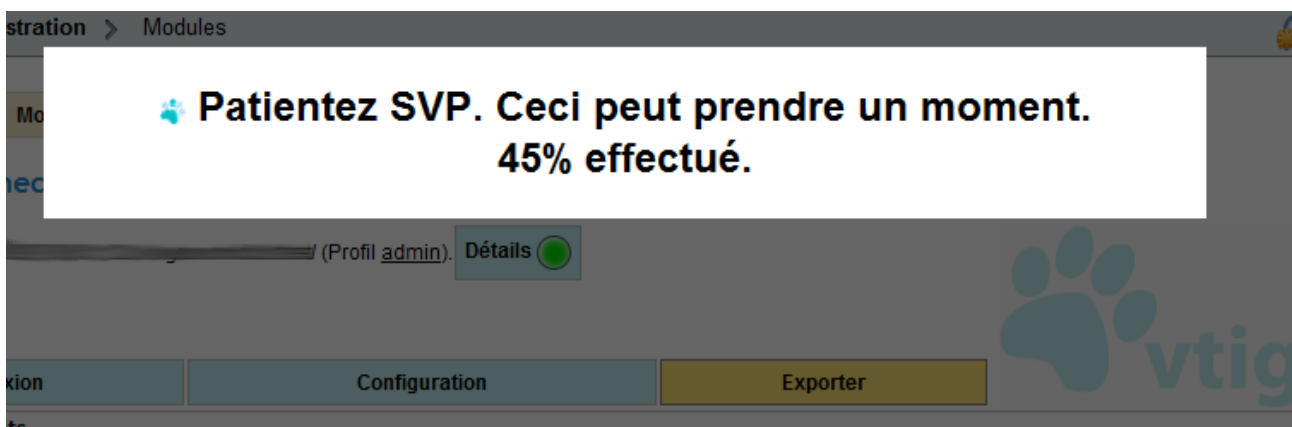 stration > Modules
Patientez SVP. Ceci peut prendre un moment.
45% effectué.
Mo
nec
/ (Profil admin). Détails
vtig
xion Configuration Exporter